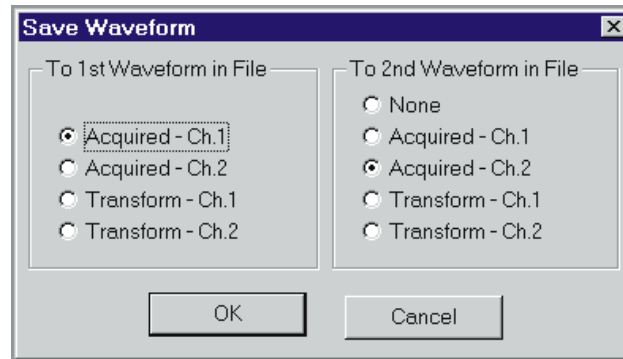 Save Waveform
To 1st Waveform in File
Acquired - Ch.1
Acquired - Ch.2
Transform - Ch.1
Transform - Ch.2
To 2nd Waveform in File
None
Acquired - Ch.1
Acquired - Ch.2
Transform - Ch.1
Transform - Ch.2
OK
Cancel